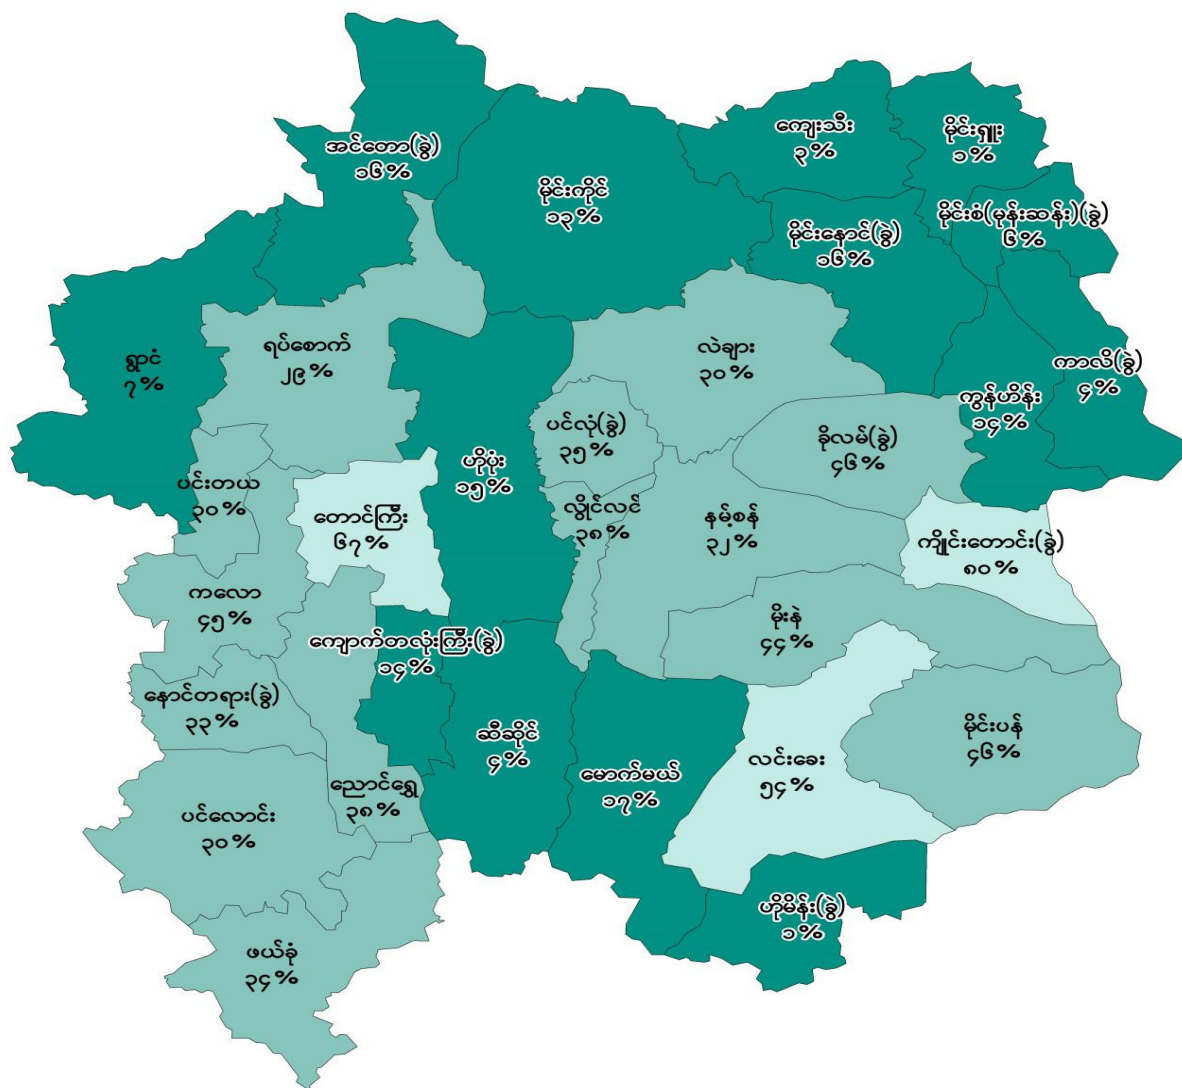 အင်တော(ခွဲ)
၁၆%
မိုင်းကိုင်
၁၃%
ကျေးသီး
၃%
မိုင်းရှူး
၁%
မိုင်းနောင်(ခွဲ)
၁၆%
မိုင်းစံ(မုန်းဆန်း)(ခွဲ)
၆%
ရွာငံ
၇%
ရပ်စောက်
၂၉%
လဲချား
၃၀%
ကွန်ဟိန်း
၁၄%
ကာလိ(ခွဲ)
၄%
ပင်လုံ(ခွဲ)
၃၅%
ခိုလမ်(ခွဲ)
၄၆%
ဟိုပုံး
၁၅%
ပင်းတယ
၃၀%
တောင်ကြီး
၆၇%
လွိုင်လင်
၃၈%
နမ့်စန်
၃၂%
ကျိုင်းတောင်း(ခွဲ)
၈၀%
ကလော
၄၅%
မိုးနဲ
၄၄%
ကျောက်တလုံးကြီး(ခွဲ)
၁၄%
နောင်တရား(ခွဲ)
၃၃%
ဆီဆိုင်
၄%
မိုင်းပန်
၄၆%
လင်းခေး
၅၄%
မောက်မယ်
၁၇%
ညောင်ရွှေ
၃၈%
ပင်လောင်း
၃၀%
ဟိုမိန်း(ခွဲ)
၁%
ဖယ်ခုံ
၃၄%